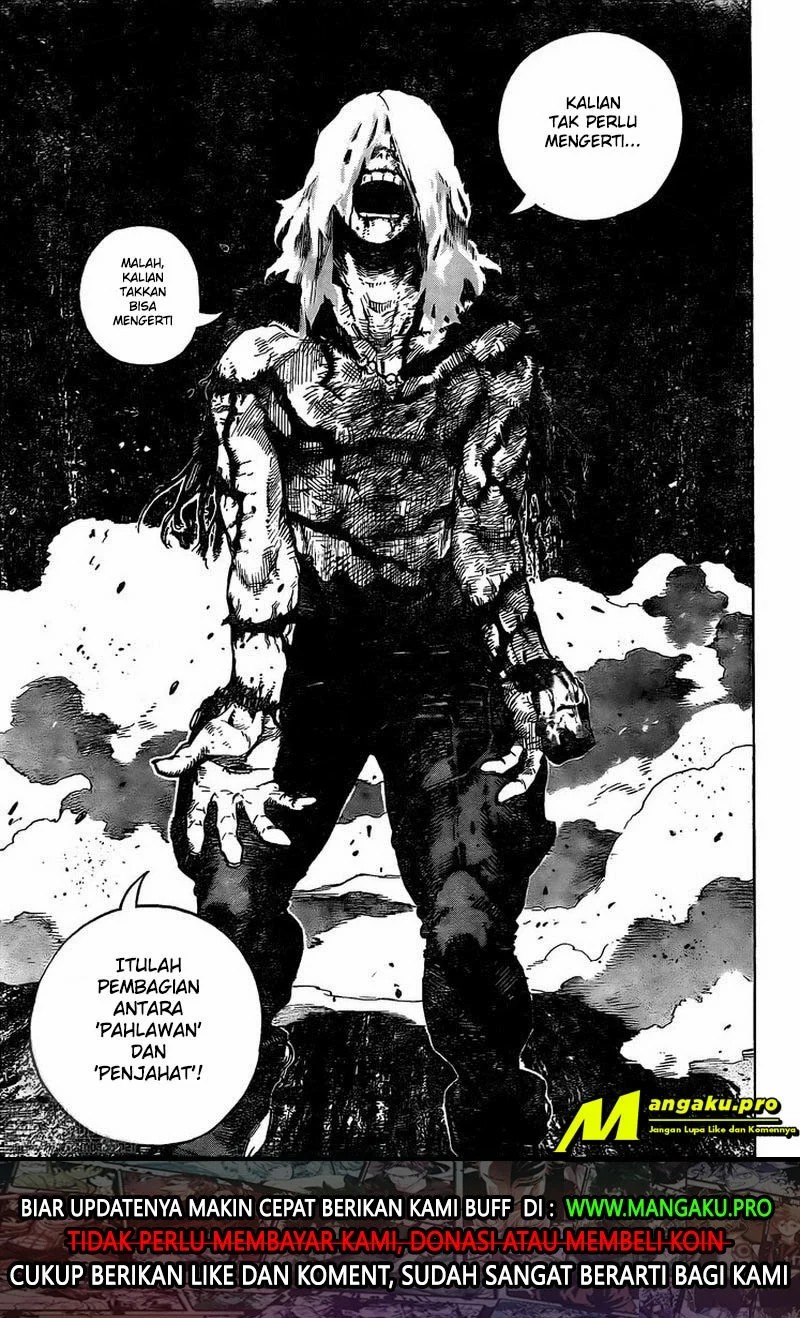 KALIAN
TAK PERLU
MENGERTI...
MALAH,
KALIAN
TAKKAN
BISA
MENGERTI
ITULAH
PEMBAGIAN
ANTARA
'PAHLAWAN'
DAN
'PENJAHAT'!
Mangaku.pro
Jangan Lupa Like dan Komennya
BIAR UPDATENYA MAKIN CEPAT BERIKAN KAMI BUFF DI : WWW.MANGAKU.PRO
TIDAK PERLU MEMBAYAR KAMI, DONASI ATAU MEMBELI KOIN
CUKUP BERIKAN LIKE DAN KOMENT, SUDAH SANGAT BERARTI BAGI KAMI